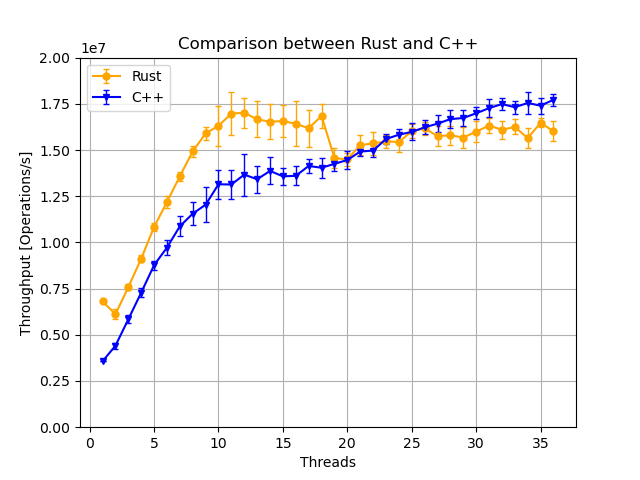 Comparison between Rust and C++
1e7
Rust
C++
2.00
1.75
1.50
1.25
1.00
0.75
0.50
0.25
0.00
Throughput [Operations/s]
0 5 10 15 20 25 30 35
Threads